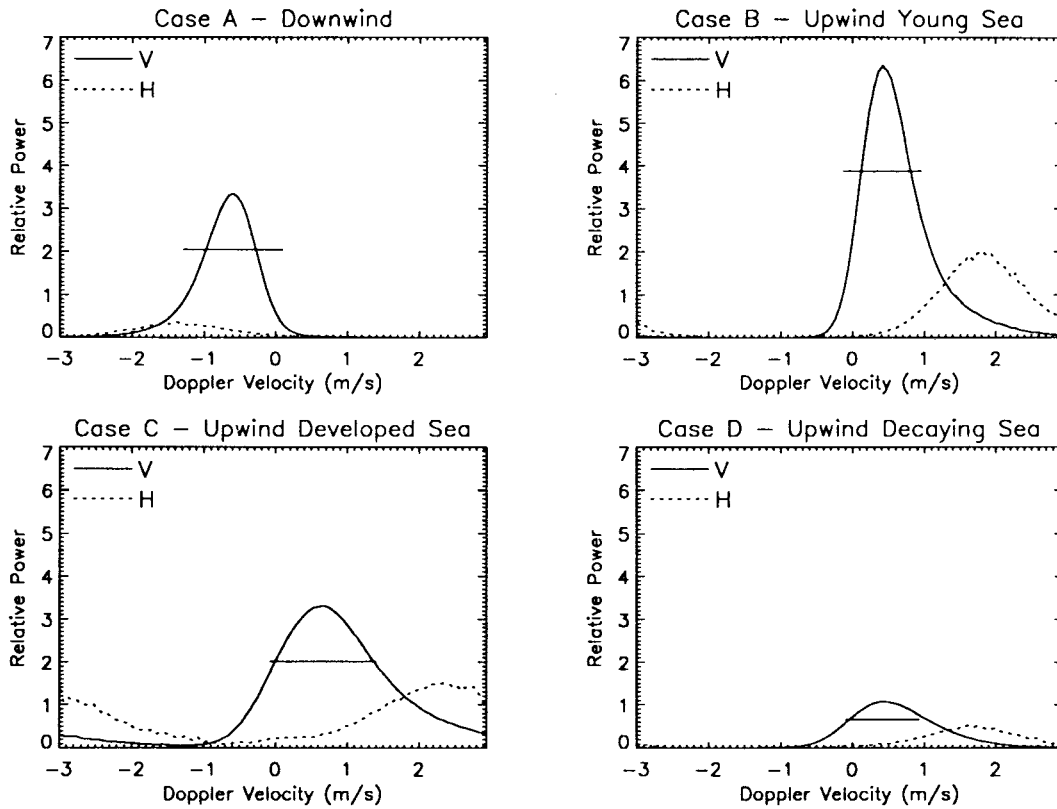 Case A – Downwind
7
6
5
4
3
2
1
0
V
H
Relative Power
−3 −2 −1 0 1 2
Doppler Velocity (m/s)
Case B – Upwind Young Sea
7
6
5
4
3
2
1
0
V
H
Relative Power
−3 −2 −1 0 1 2
Doppler Velocity (m/s)
Case C – Upwind Developed Sea
7
6
5
4
3
2
1
0
V
H
Relative Power
−3 −2 −1 0 1 2
Doppler Velocity (m/s)
Case D – Upwind Decaying Sea
7
6
5
4
3
2
1
0
V
H
Relative Power
−3 −2 −1 0 1 2
Doppler Velocity (m/s)